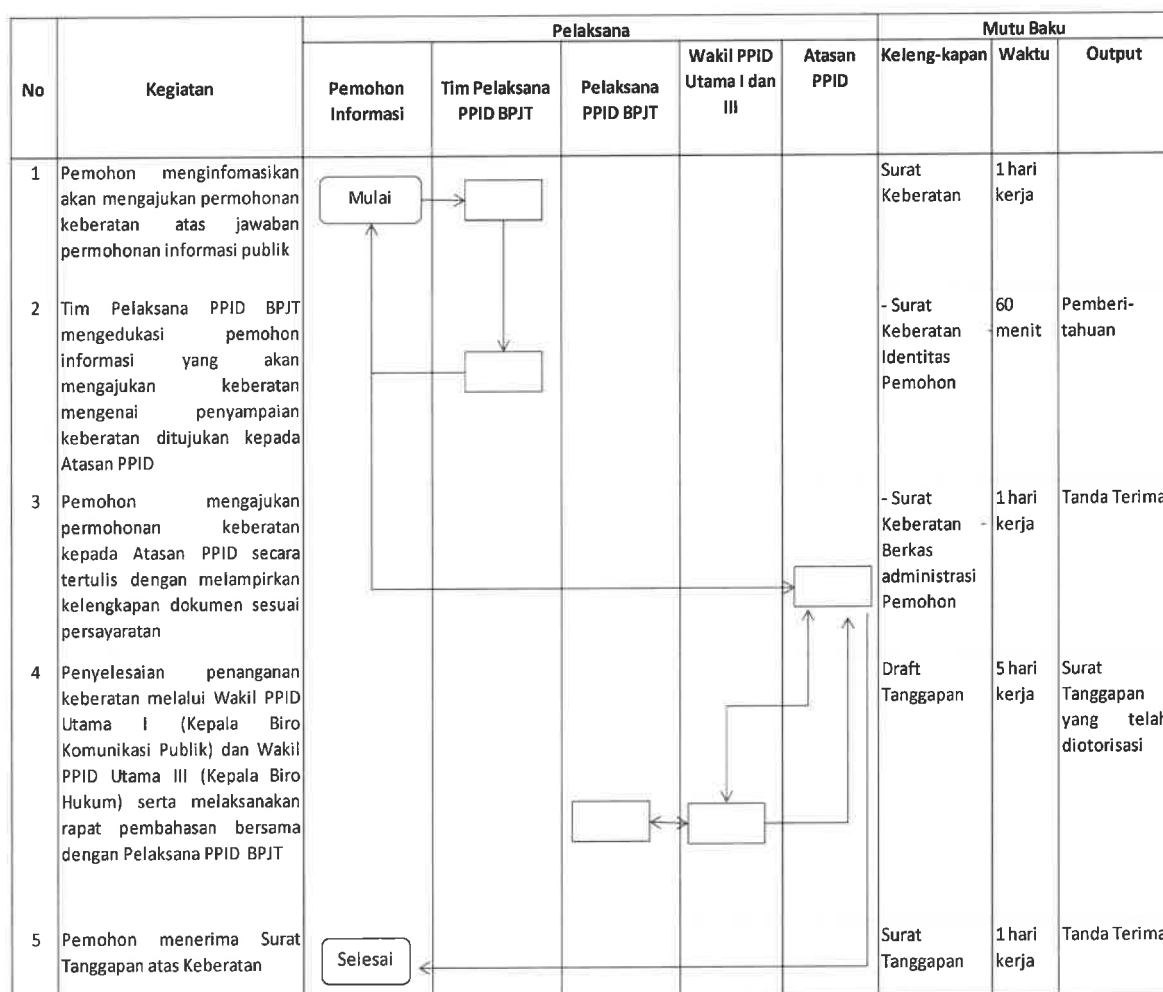 Pelaksana
Mutu Baku
No
Kegiatan
Pemohon
Informasi
Tim Pelaksana
PPID BPJT
Pelaksana
PPID BPJT
Wakil PPID
Utama I dan
III
Atasan
PPID
Keleng-kapan
Waktu
Output
1
Pemohon menginfomasikan
akan mengajukan permohonan
keberatan atas jawaban
permohonan informasi publik
Mulai
Surat
Keberatan
1 hari
kerja
2
Tim Pelaksana PPID BPJT
mengedukasi pemohon
informasi yang akan
mengajukan keberatan
mengenai penyampaian
keberatan ditujukan kepada
Atasan PPID
- Surat
Keberatan -
Identitas
Pemohon
60
menit
Pemberi-
tahuan
3
Pemohon mengajukan
permohonan keberatan
kepada Atasan PPID secara
tertulis dengan melampirkan
kelengkapan dokumen sesuai
persayaratan
- Surat
Keberatan -
Berkas
administrasi
Pemohon
1 hari
kerja
Tanda Terima
4
Penyelesaian penanganan
keberatan melalui Wakil PPID
Utama I (Kepala Biro
Komunikasi Publik) dan Wakil
PPID Utama III (Kepala Biro
Hukum) serta melaksanakan
rapat pembahasan bersama
dengan Pelaksana PPID BPJT
Draft
Tanggapan
5 hari
kerja
Surat
Tanggapan
yang telah
diotorisasi
5
Pemohon menerima Surat
Tanggapan atas Keberatan
Selesai
Surat
Tanggapan
1 hari
kerja
Tanda Terima